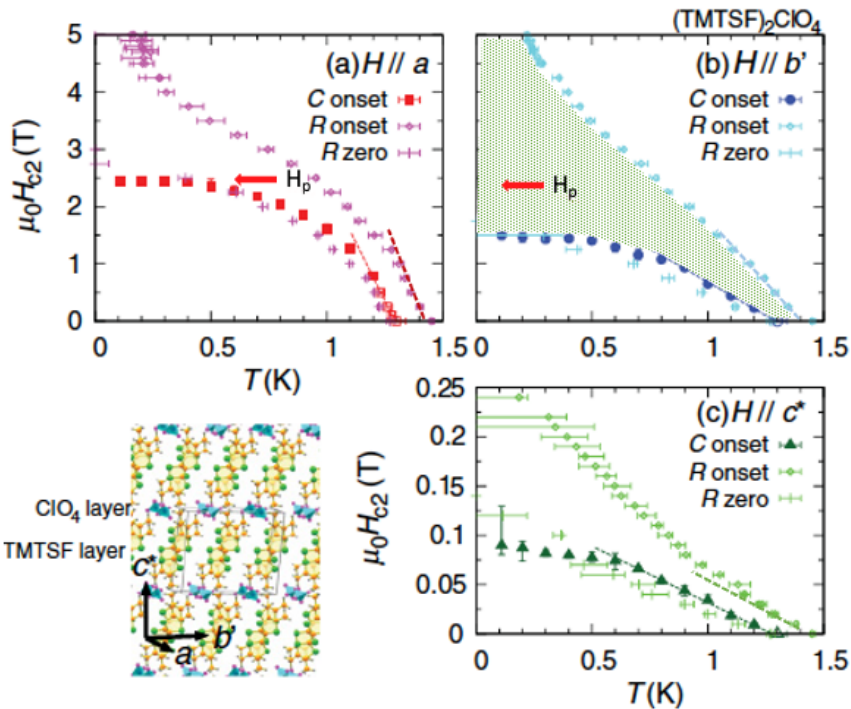 (TMTSF)₂ClO₄
(a) H // a
C onset
R onset
R zero
Hₚ
μ₀H_c2 (T)
5
4
3
2
1
0
0
0.5
1
1.5
T (K)
(b) H // b'
C onset
R onset
R zero
Hₚ
0
0.5
1
1.5
ClO₄ layer
TMTSF layer
c*
b'
a
(c) H // c*
C onset
R onset
R zero
μ₀H_c2 (T)
0.25
0.2
0.15
0.1
0.05
0
0
0.5
1
1.5
T (K)